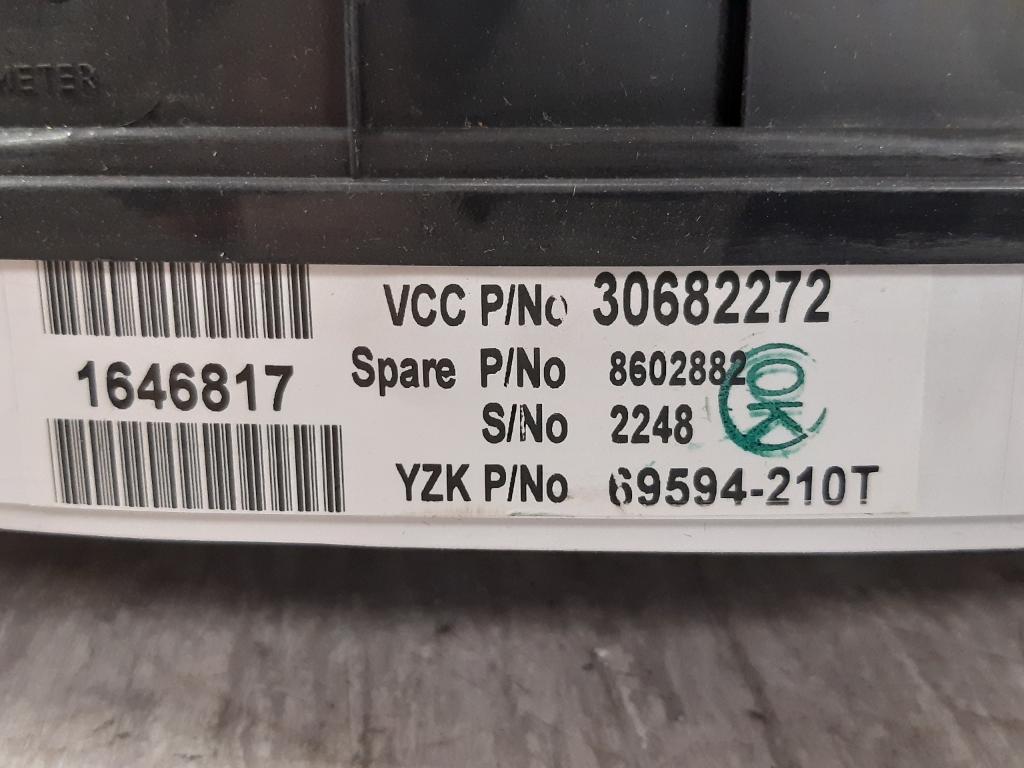 METER
1646817
VCC P/No 30682272
Spare P/No 8602882
S/No 2248
YZK P/No 69594-210T
OK